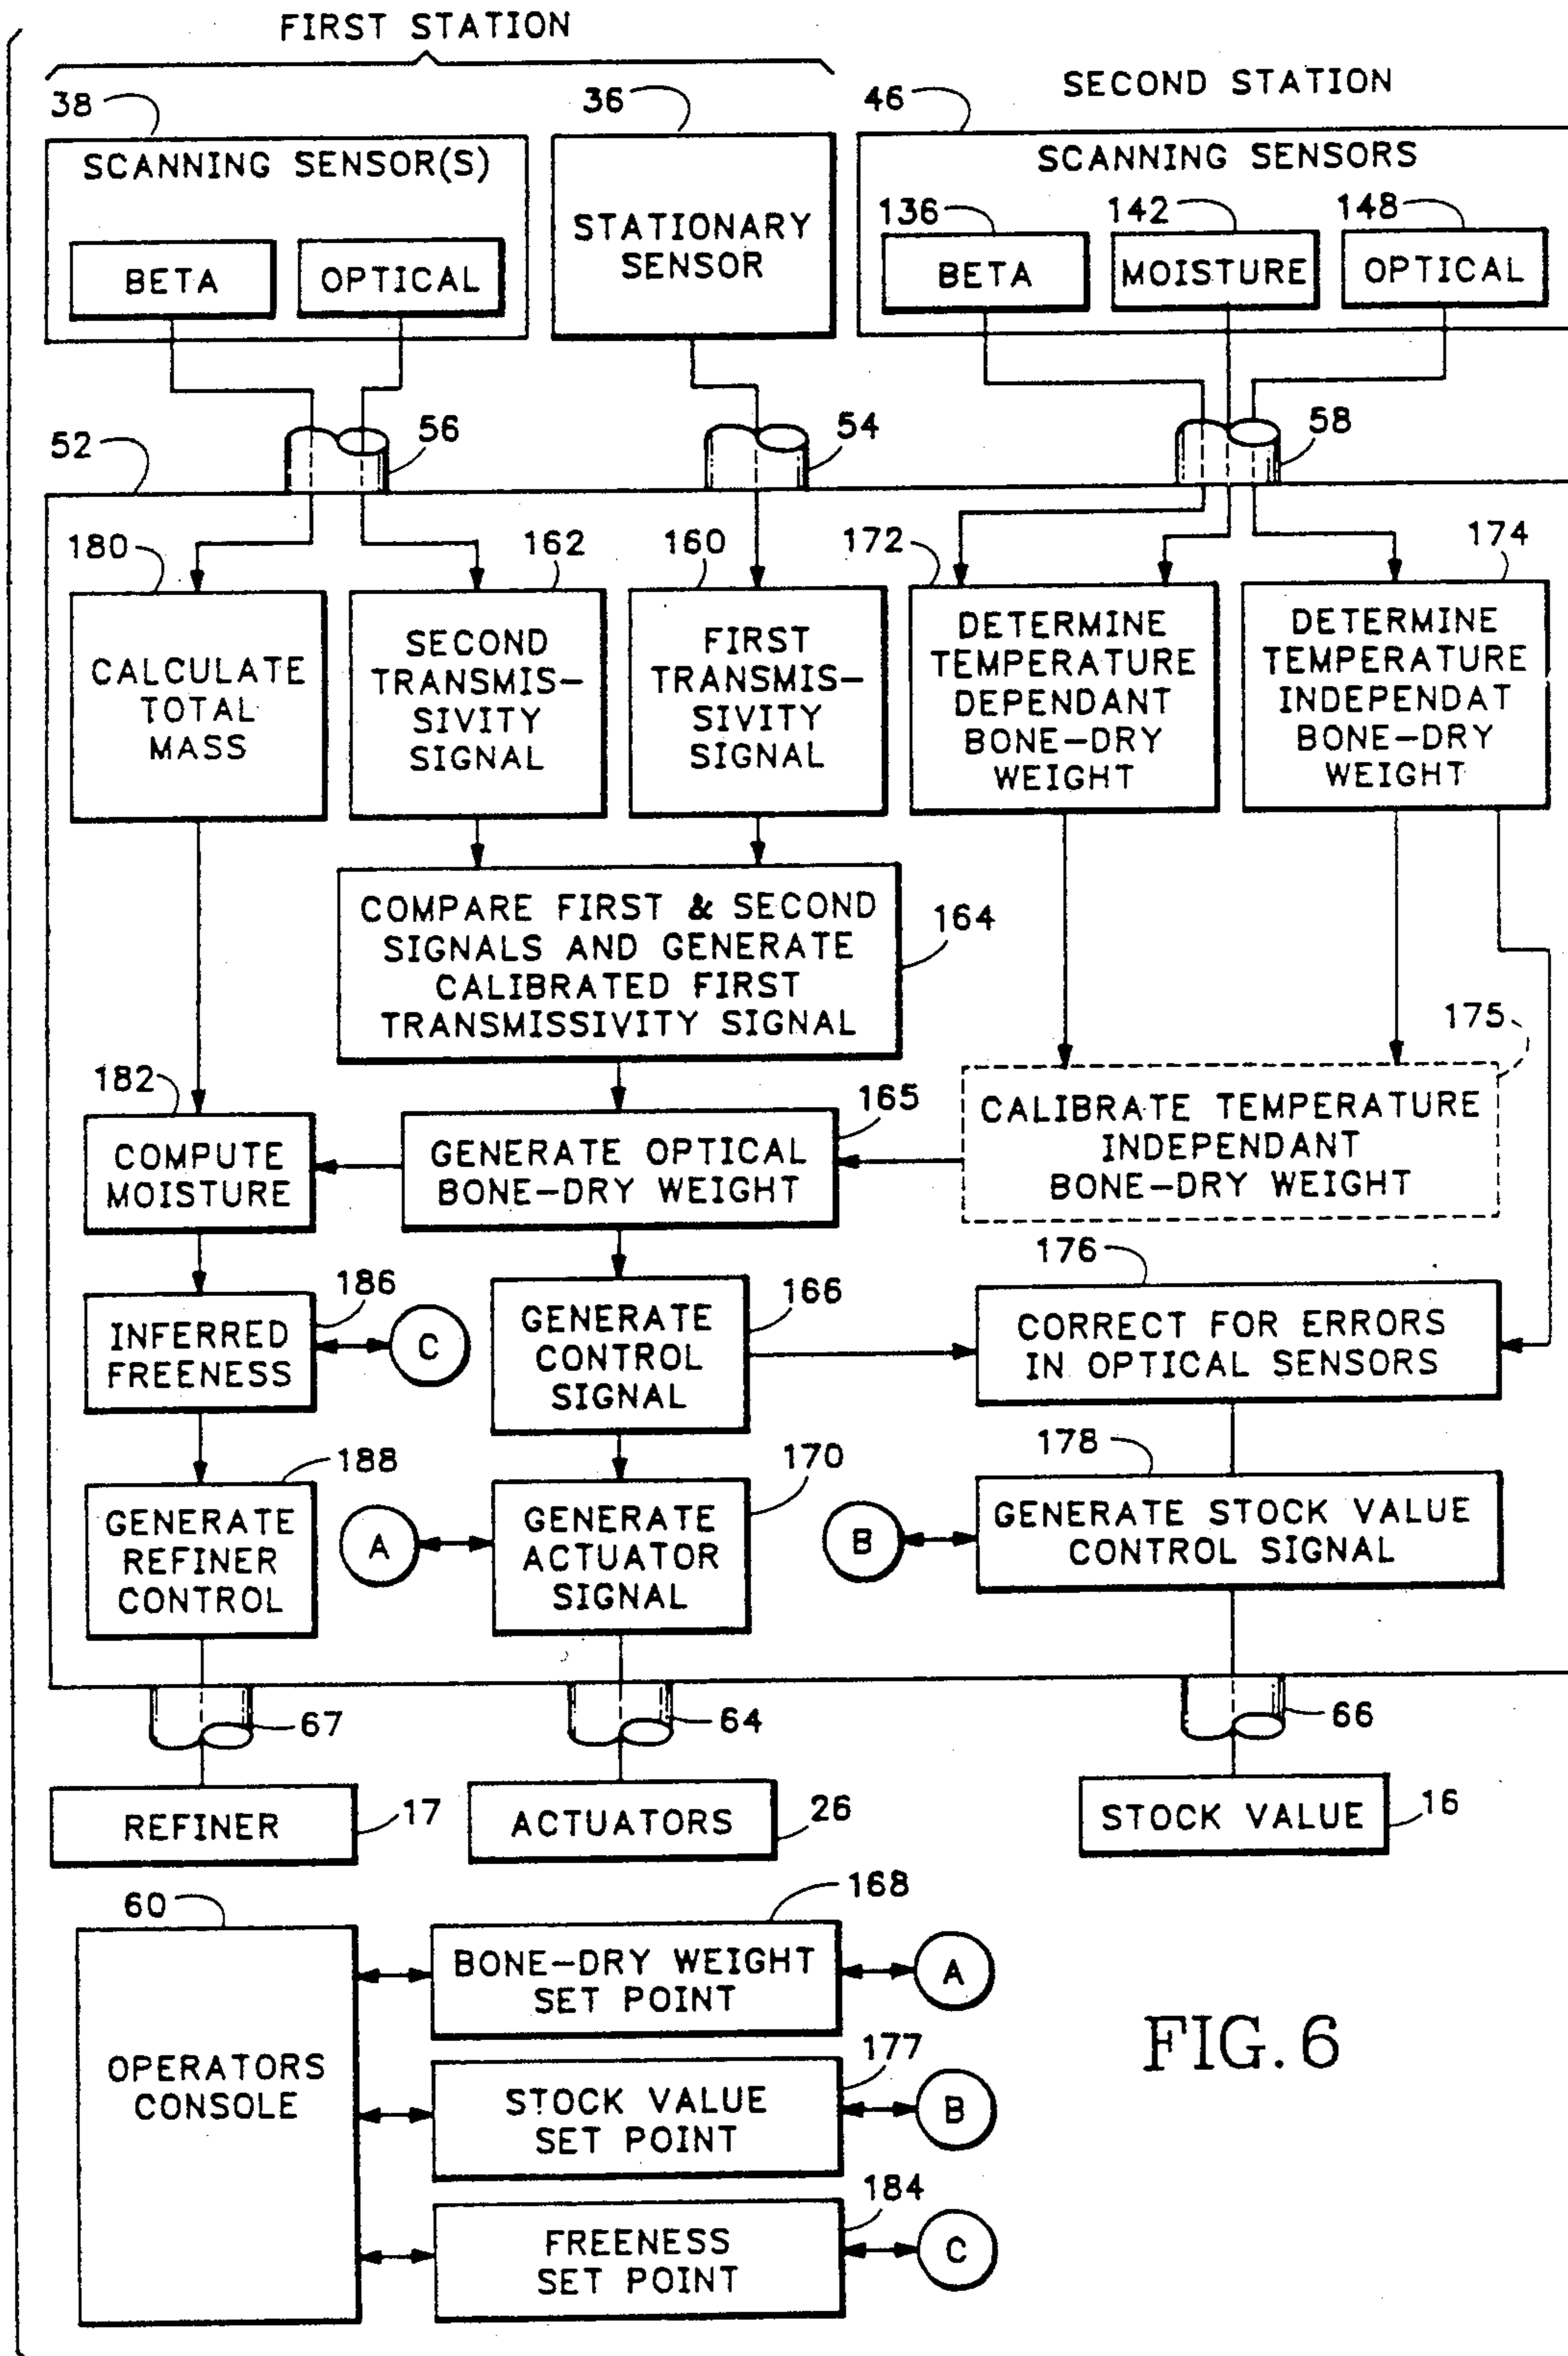 FIRST STATION
SECOND STATION
38
36
46
SCANNING SENSOR(S)
BETA
OPTICAL
STATIONARY
SENSOR
SCANNING SENSORS
136
142
148
BETA
MOISTURE
OPTICAL
52
56
54
58
180
162
160
172
174
CALCULATE
TOTAL
MASS
SECOND
TRANSMIS-
SIVITY
SIGNAL
FIRST
TRANSMIS-
SIVITY
SIGNAL
DETERMINE
TEMPERATURE
DEPENDANT
BONE-DRY
WEIGHT
DETERMINE
TEMPERATURE
INDEPENDAT
BONE-DRY
WEIGHT
COMPARE FIRST & SECOND
SIGNALS AND GENERATE
CALIBRATED FIRST
TRANSMISSIVITY SIGNAL
164
175
182
COMPUTE
MOISTURE
165
GENERATE OPTICAL
BONE-DRY WEIGHT
CALIBRATE TEMPERATURE
INDEPENDANT
BONE-DRY WEIGHT
186
INFERRED
FREENESS
C
166
GENERATE
CONTROL
SIGNAL
176
CORRECT FOR ERRORS
IN OPTICAL SENSORS
188
GENERATE
REFINER
CONTROL
A
170
GENERATE
ACTUATOR
SIGNAL
B
178
GENERATE STOCK VALUE
CONTROL SIGNAL
67
64
66
REFINER
17
ACTUATORS
26
STOCK VALUE
16
60
OPERATORS
CONSOLE
168
BONE-DRY WEIGHT
SET POINT
A
177
STOCK VALUE
SET POINT
B
184
FREENESS
SET POINT
C
FIG. 6